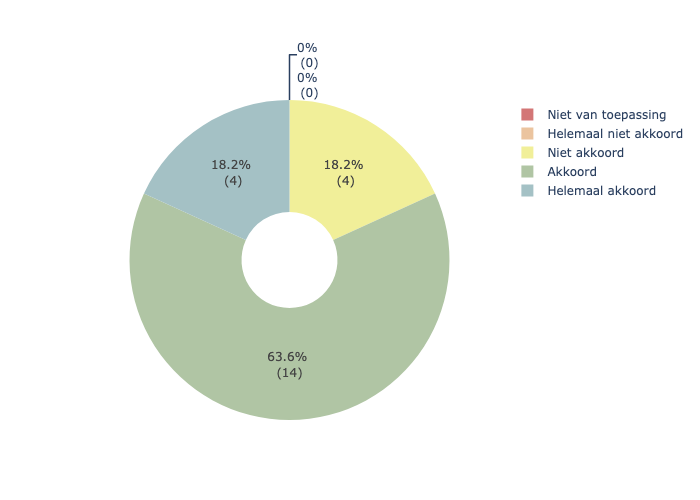 0%
(0)
0%
(0)
18.2%
(4)
18.2%
(4)
63.6%
(14)
Niet van toepassing
Helemaal niet akkoord
Niet akkoord
Akkoord
Helemaal akkoord